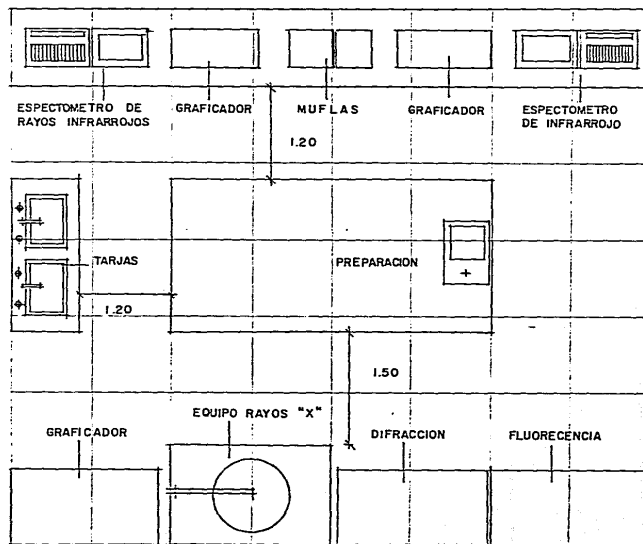 ESPECTOMETRO DE
RAYOS INFRARROJOS
GRAFICADOR
MUFLAS
GRAFICADOR
ESPECTOMETRO
DE INFRARROJO
1.20
TARJAS
PREPARACION
1.20
1.50
EQUIPO RAYOS "X"
GRAFICADOR
DIFRACCION
FLUORECENCIA